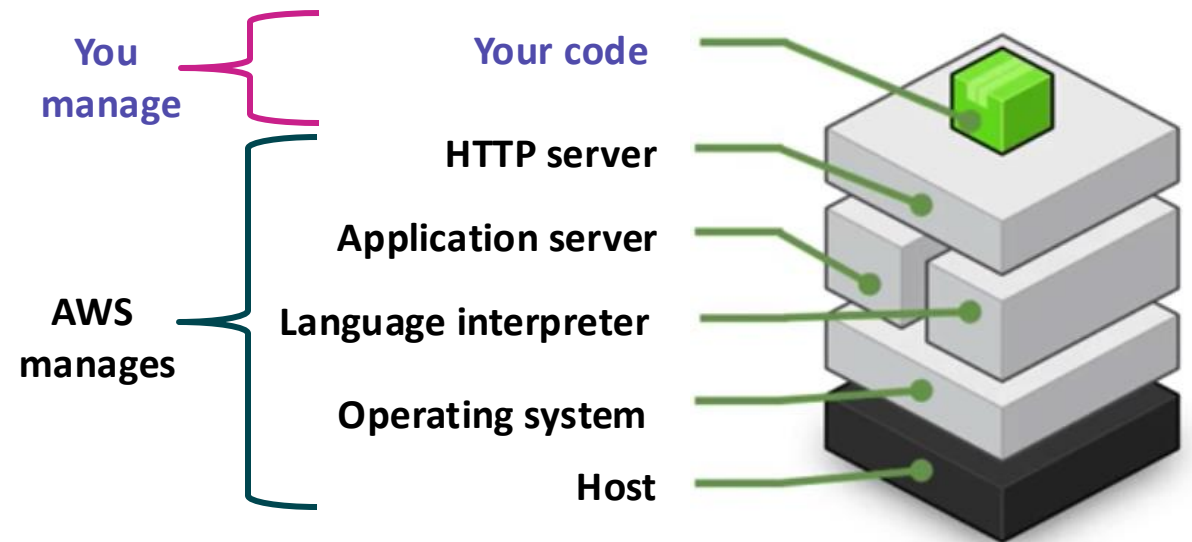 You
manage
Your code
HTTP server
Application server
AWS
manages
Language interpreter
Operating system
Host